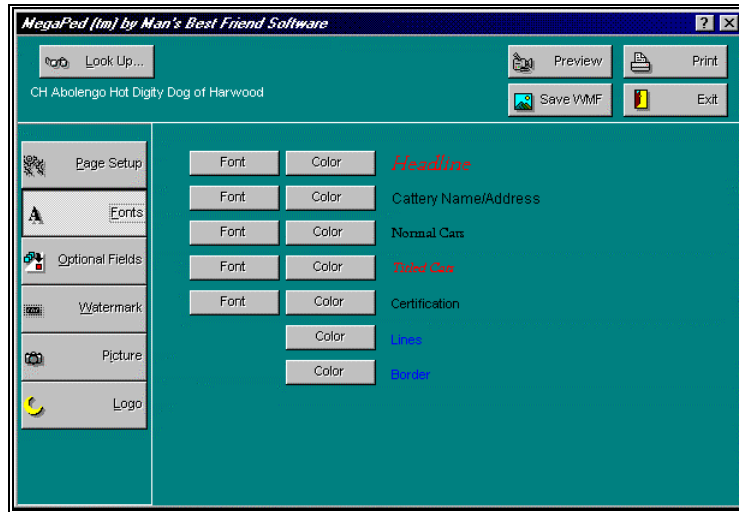 MegaPed (tm) by Man's Best Friend Software
Look Up...
CH Abolengo Hot Digity Dog of Harwood
Preview
Print
Save WMF
Exit
Page Setup
Fonts
Optional Fields
Watermark
Picture
Logo
Font Color Headline
Font Color Cattery Name/Address
Font Color Normal Cats
Font Color Titled Cats
Font Color Certification
Color Lines
Color Border